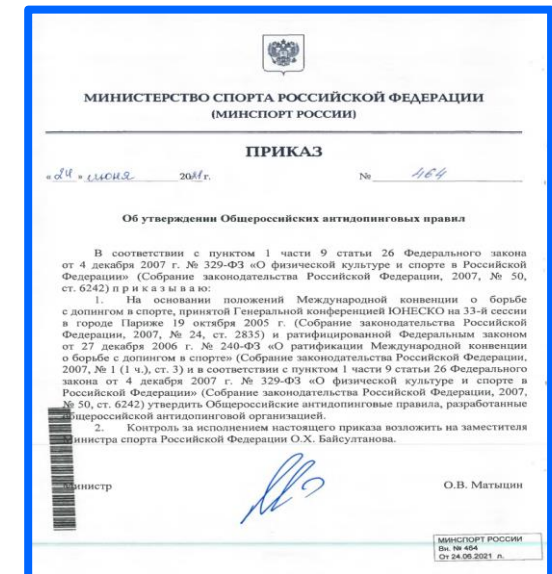 МИНИСТЕРСТВО СПОРТА РОССИЙСКОЙ ФЕДЕРАЦИИ
(МИНСПОРТ РОССИИ)
ПРИКАЗ
« 24 » июня 2021 г. № 464
Об утверждении Общероссийских антидопинговых правил
В соответствии с пунктом 1 части 9 статьи 26 Федерального закона
от 4 декабря 2007 г. № 329-ФЗ «О физической культуре и спорте в Российской
Федерации» (Собрание законодательства Российской Федерации, 2007, № 50,
ст. 6242) п р и к а з ы в а ю:
1. На основании положений Международной конвенции о борьбе
с допингом в спорте, принятой Генеральной конференцией ЮНЕСКО на 33-й сессии
в городе Париже 19 октября 2005 г. (Собрание законодательства Российской
Федерации, 2007, № 24, ст. 2835) и ратифицированной Федеральным законом
от 27 декабря 2006 г. № 240-ФЗ «О ратификации Международной конвенции
о борьбе с допингом в спорте» (Собрание законодательства Российской Федерации,
2007, № 1 (1 ч.), ст. 3) и в соответствии с пунктом 1 части 9 статьи 26 Федерального
закона от 4 декабря 2007 г. № 329-ФЗ «О физической культуре и спорте в
Российской Федерации» (Собрание законодательства Российской Федерации, 2007,
№ 50, ст. 6242) утвердить Общероссийские антидопинговые правила, разработанные
общероссийской антидопинговой организацией.
2. Контроль за исполнением настоящего приказа возложить на заместителя
Министра спорта Российской Федерации О.Х. Байсултанова.
Министр О.В. Матыцин
МИНСПОРТ РОССИИ
Вн. № 464
От 24.06.2021 г.